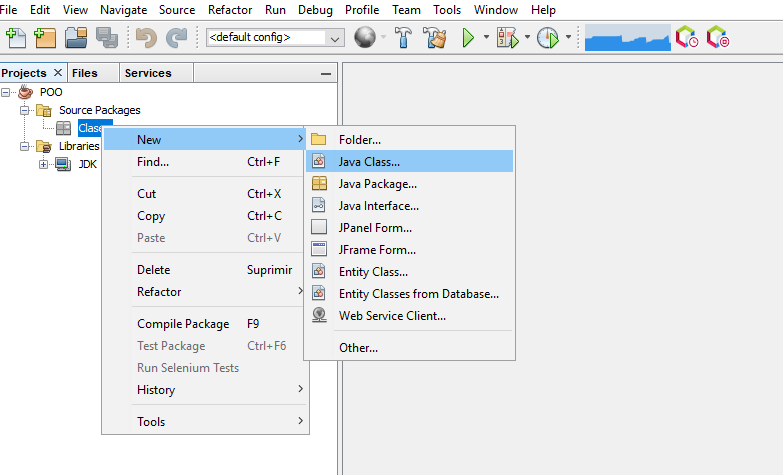 File Edit View Navigate Source Refactor Run Debug Profile Team Tools Window Help
<default config>
Projects Files Services
POO
Source Packages
Libraries
JDK
New
Find... Ctrl+F
Cut Ctrl+X
Copy Ctrl+C
Paste Ctrl+V
Delete Suprimir
Refactor
Compile Package F9
Test Package Ctrl+F6
Run Selenium Tests
History
Tools
Folder...
Java Class...
Java Package...
Java Interface...
JPanel Form...
JFrame Form...
Entity Class...
Entity Classes from Database...
Web Service Client...
Other...